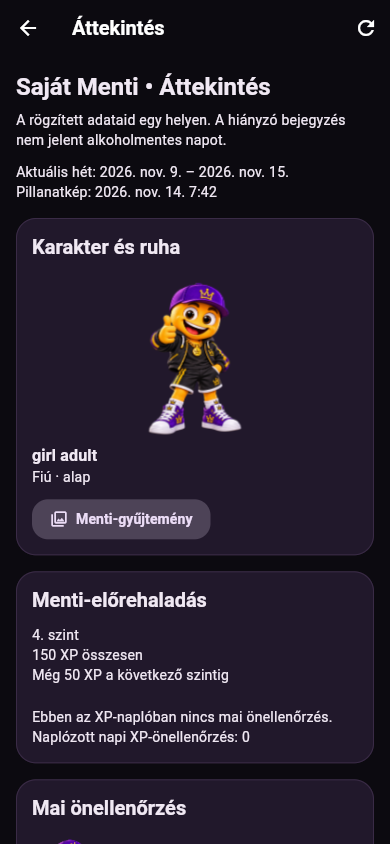 Áttekintés
Saját Menti • Áttekintés
A rögzített adataid egy helyen. A hiányzó bejegyzés
nem jelent alkoholmentes napot.
Aktuális hét: 2026. nov. 9. – 2026. nov. 15.
Pillanatkép: 2026. nov. 14. 7:42
Karakter és ruha
girl adult
Fiú · alap
Menti-gyűjtemény
Menti-előrehaladás
4. szint
150 XP összesen
Még 50 XP a következő szintig
Ebben az XP-naplóban nincs mai önellenőrzés.
Naplózott napi XP-önellenőrzés: 0
Mai önellenőrzés